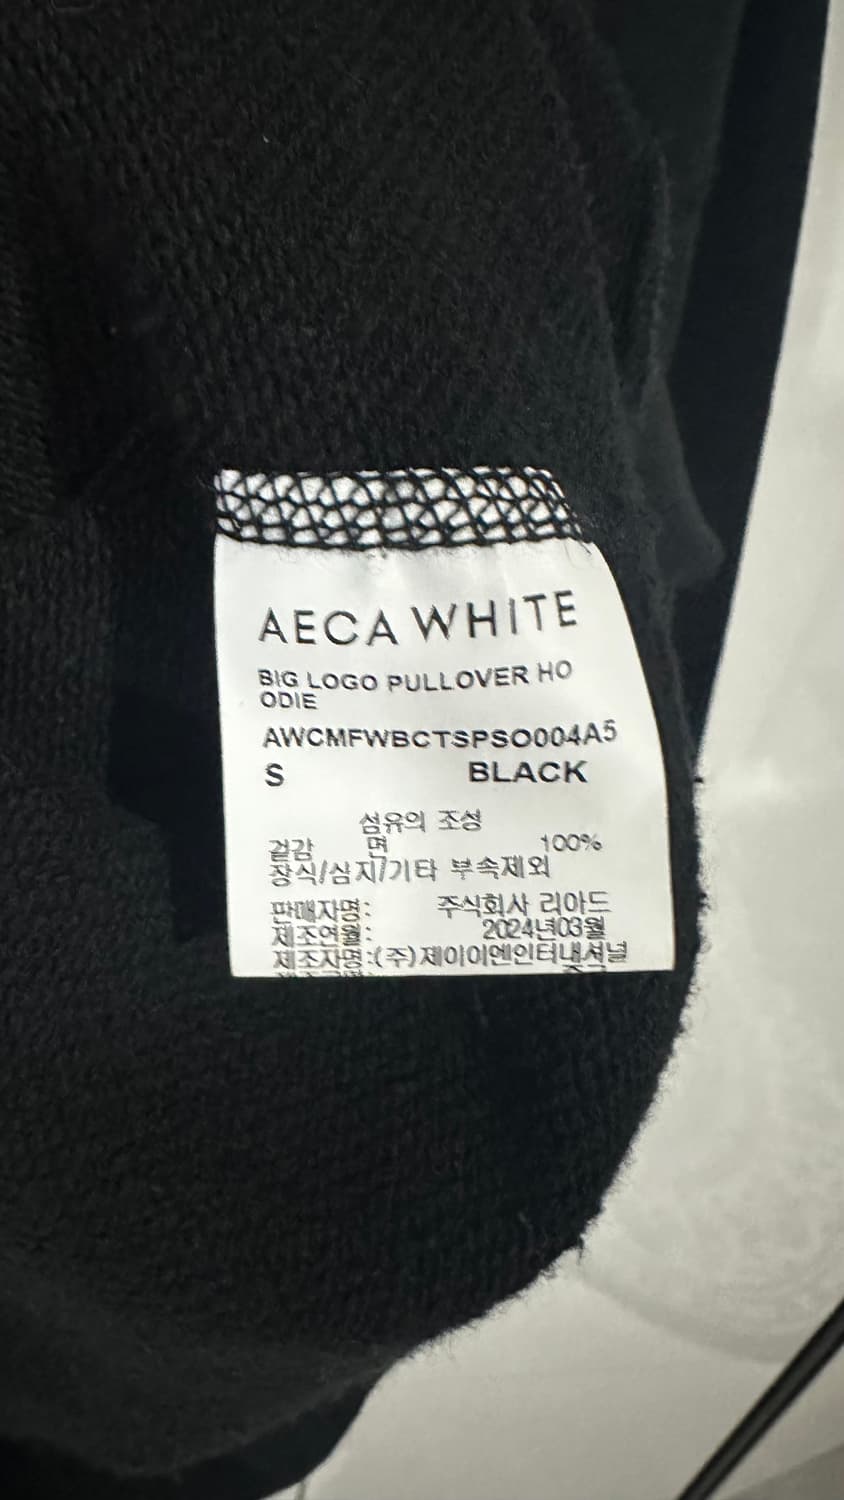 AECA WHITE
BIG LOGO PULLOVER HO
ODIE
AWCMFWBCTSPSO004A5
S BLACK
섬유의 조성
겉감 면 100%
장식/심지/기타 부속제외
판매자명: 주식회사 리아드
제조연월: 2024년03월
제조자명:(주)제이이엔인터내셔널